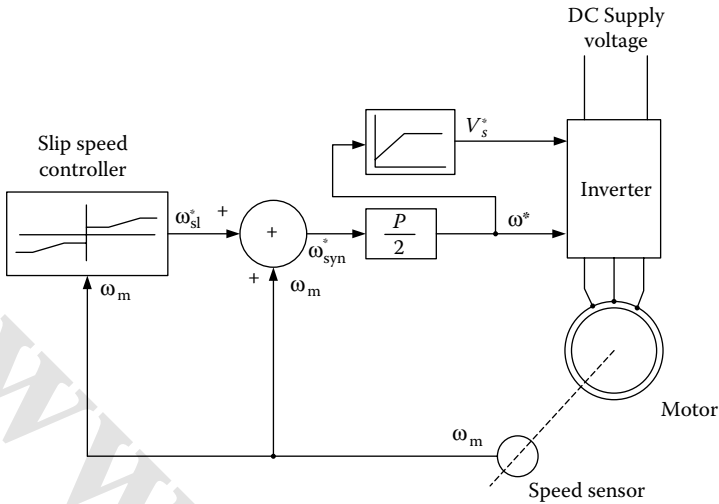 DC Supply
voltage
Slip speed
controller
V*s
Inverter
ω*sl
+
+
ω*syn
P
2
ω*
+
ωm
ωm
Motor
ωm
Speed sensor